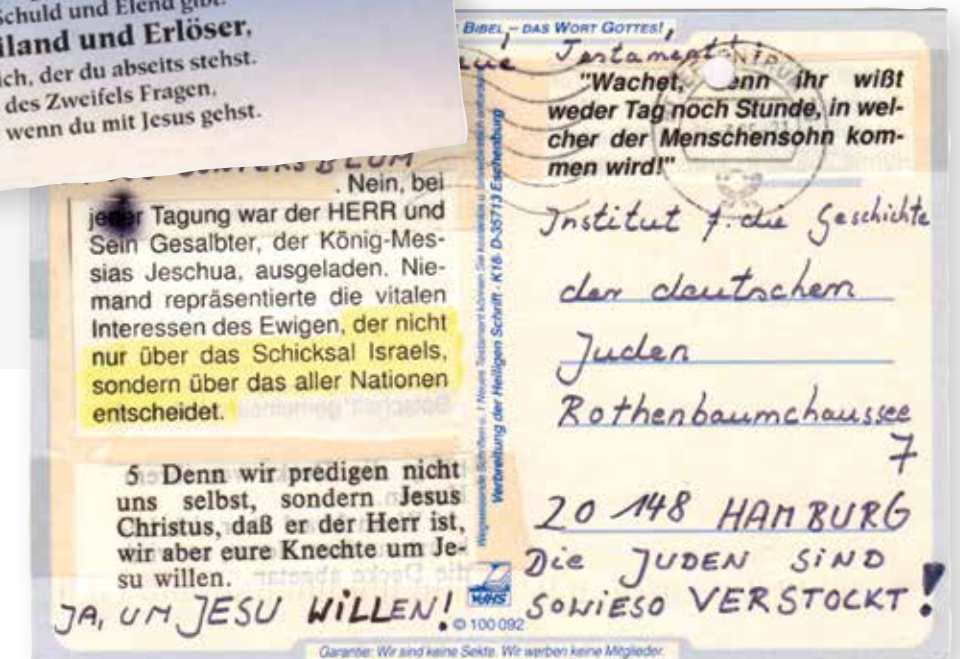 Schuld und Elend gibt.
iland und Erlöser,
ich, der du abseits stehst.
des Zweifels Fragen,
wenn du mit Jesus gehst.
BIBEL – DAS WORT GOTTES!,
Testament
"Wachet, denn ihr wißt
weder Tag noch Stunde, in wel-
cher der Menschensohn kom-
men wird!"
. Nein, bei
jener Tagung war der HERR und
Sein Gesalbter, der König-Mes-
sias Jeschua, ausgeladen. Nie-
mand repräsentierte die vitalen
Interessen des Ewigen, der nicht
nur über das Schicksal Israels,
sondern über das aller Nationen
entscheidet.
5 Denn wir predigen nicht
uns selbst, sondern Jesus
Christus, daß er der Herr ist,
wir aber eure Knechte um Je-
su willen.
JA, UM JESU WILLEN!
Verbreitung der Heiligen Schrift - K18- D-35713 Eschenburg
© 100 092
Institut f. die Geschichte
der deutschen
Juden
Rothenbaumchaussee
7
20 148 HAMBURG
Die JUDEN SIND
SOWIESO VERSTOCKT!
Garantie: Wir sind keine Sekte. Wir werben keine Mitglieder.